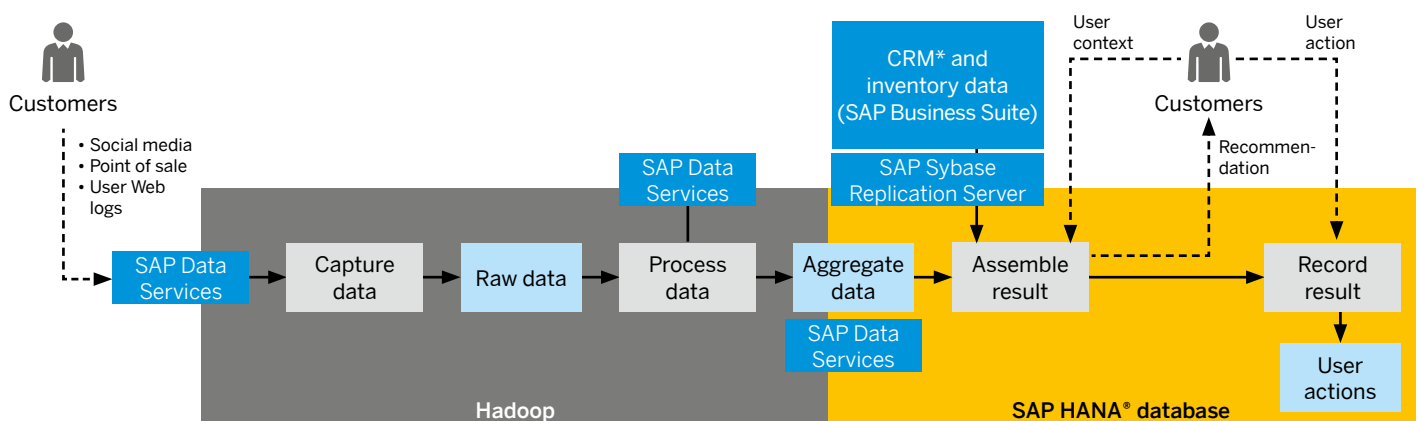 Customers
• Social media
• Point of sale
• User Web
logs
SAP Data
Services
Capture
data
Raw data
SAP Data
Services
Process
data
Aggregate
data
SAP Data
Services
Hadoop
CRM* and
inventory data
(SAP Business Suite)
SAP Sybase
Replication Server
Assemble
result
User
context
Customers
Recommen-
dation
User
action
Record
result
User
actions
SAP HANA® database